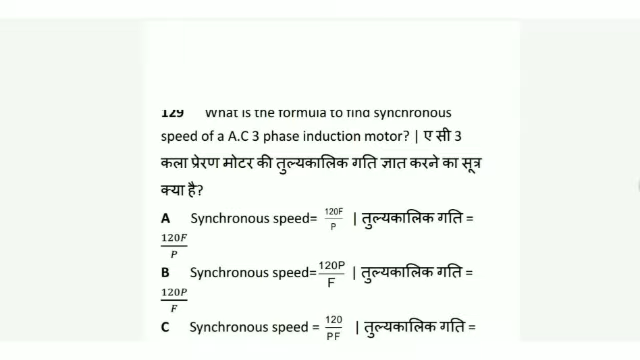 129 What is the formula to find synchronous
speed of a A.C 3 phase induction motor? | ए सी 3
कला प्रेरण मोटर की तुल्यकालिक गति ज्ञात करने का सूत्र
क्या है?
A Synchronous speed= 120F/P | तुल्यकालिक गति =
120F/P
B Synchronous speed= 120P/F | तुल्यकालिक गति =
120P/F
C Synchronous speed = 120/PF | तुल्यकालिक गति =